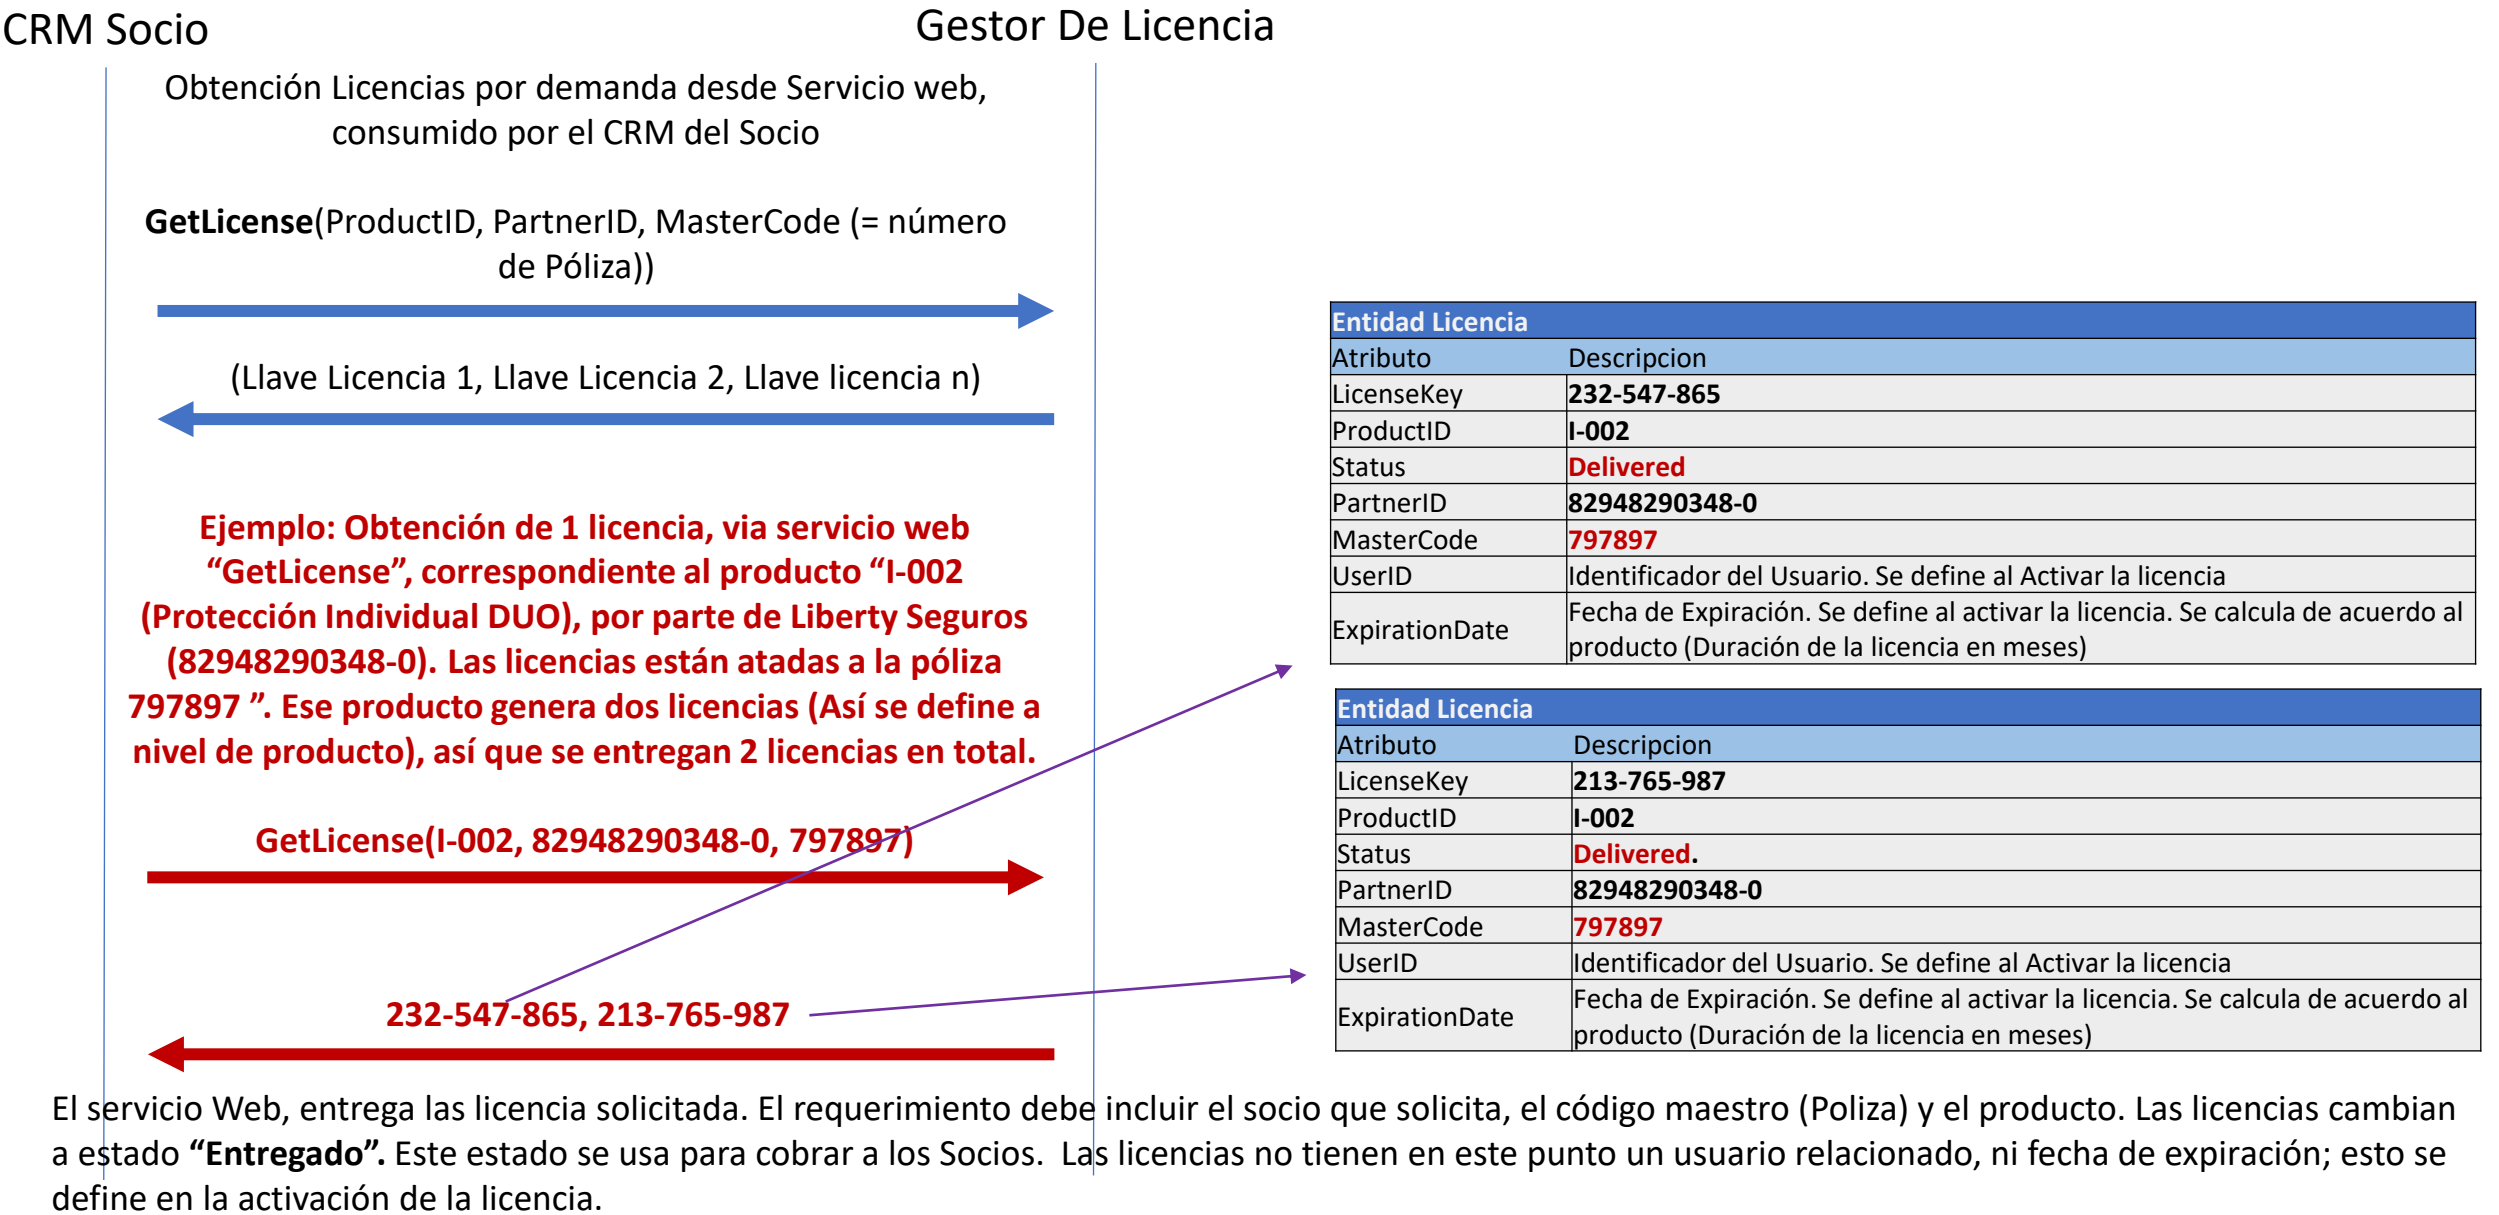 CRM Socio
Gestor De Licencia
Obtención Licencias por demanda desde Servicio web,
consumido por el CRM del Socio
GetLicense(ProductID, PartnerID, MasterCode (= número
de Póliza))
(Llave Licencia 1, Llave Licencia 2, Llave licencia n)
Ejemplo: Obtención de 1 licencia, via servicio web
“GetLicense”, correspondiente al producto “I-002
(Protección Individual DUO), por parte de Liberty Seguros
(82948290348-0). Las licencias están atadas a la póliza
797897 ”. Ese producto genera dos licencias (Así se define a
nivel de producto), así que se entregan 2 licencias en total.
GetLicense(I-002, 82948290348-0, 797897)
232-547-865, 213-765-987
Entidad Licencia
Atributo Descripcion
LicenseKey 232-547-865
ProductID I-002
Status Delivered
PartnerID 82948290348-0
MasterCode 797897
UserID Identificador del Usuario. Se define al Activar la licencia
ExpirationDate Fecha de Expiración. Se define al activar la licencia. Se calcula de acuerdo al
producto (Duración de la licencia en meses)
Entidad Licencia
Atributo Descripcion
LicenseKey 213-765-987
ProductID I-002
Status Delivered.
PartnerID 82948290348-0
MasterCode 797897
UserID Identificador del Usuario. Se define al Activar la licencia
ExpirationDate Fecha de Expiración. Se define al activar la licencia. Se calcula de acuerdo al
producto (Duración de la licencia en meses)
El servicio Web, entrega las licencia solicitada. El requerimiento debe incluir el socio que solicita, el código maestro (Poliza) y el producto. Las licencias cambian
a estado “Entregado”. Este estado se usa para cobrar a los Socios. Las licencias no tienen en este punto un usuario relacionado, ni fecha de expiración; esto se
define en la activación de la licencia.